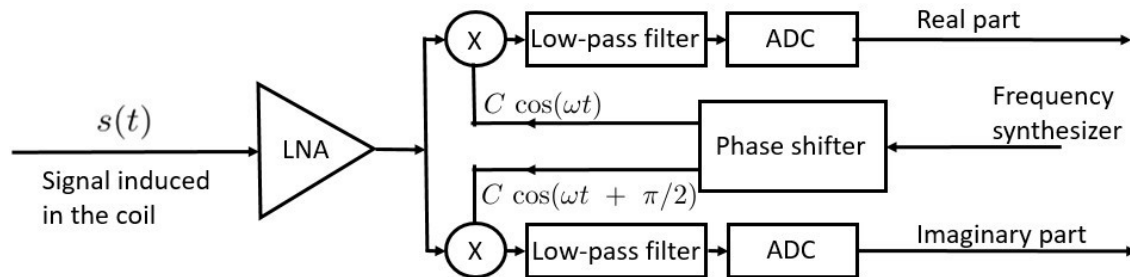 Real part
X
Low-pass filter
ADC
C cos(ωt)
s(t)
Frequency
synthesizer
LNA
Phase shifter
Signal induced
in the coil
C cos(ωt + π/2)
X
Low-pass filter
ADC
Imaginary part